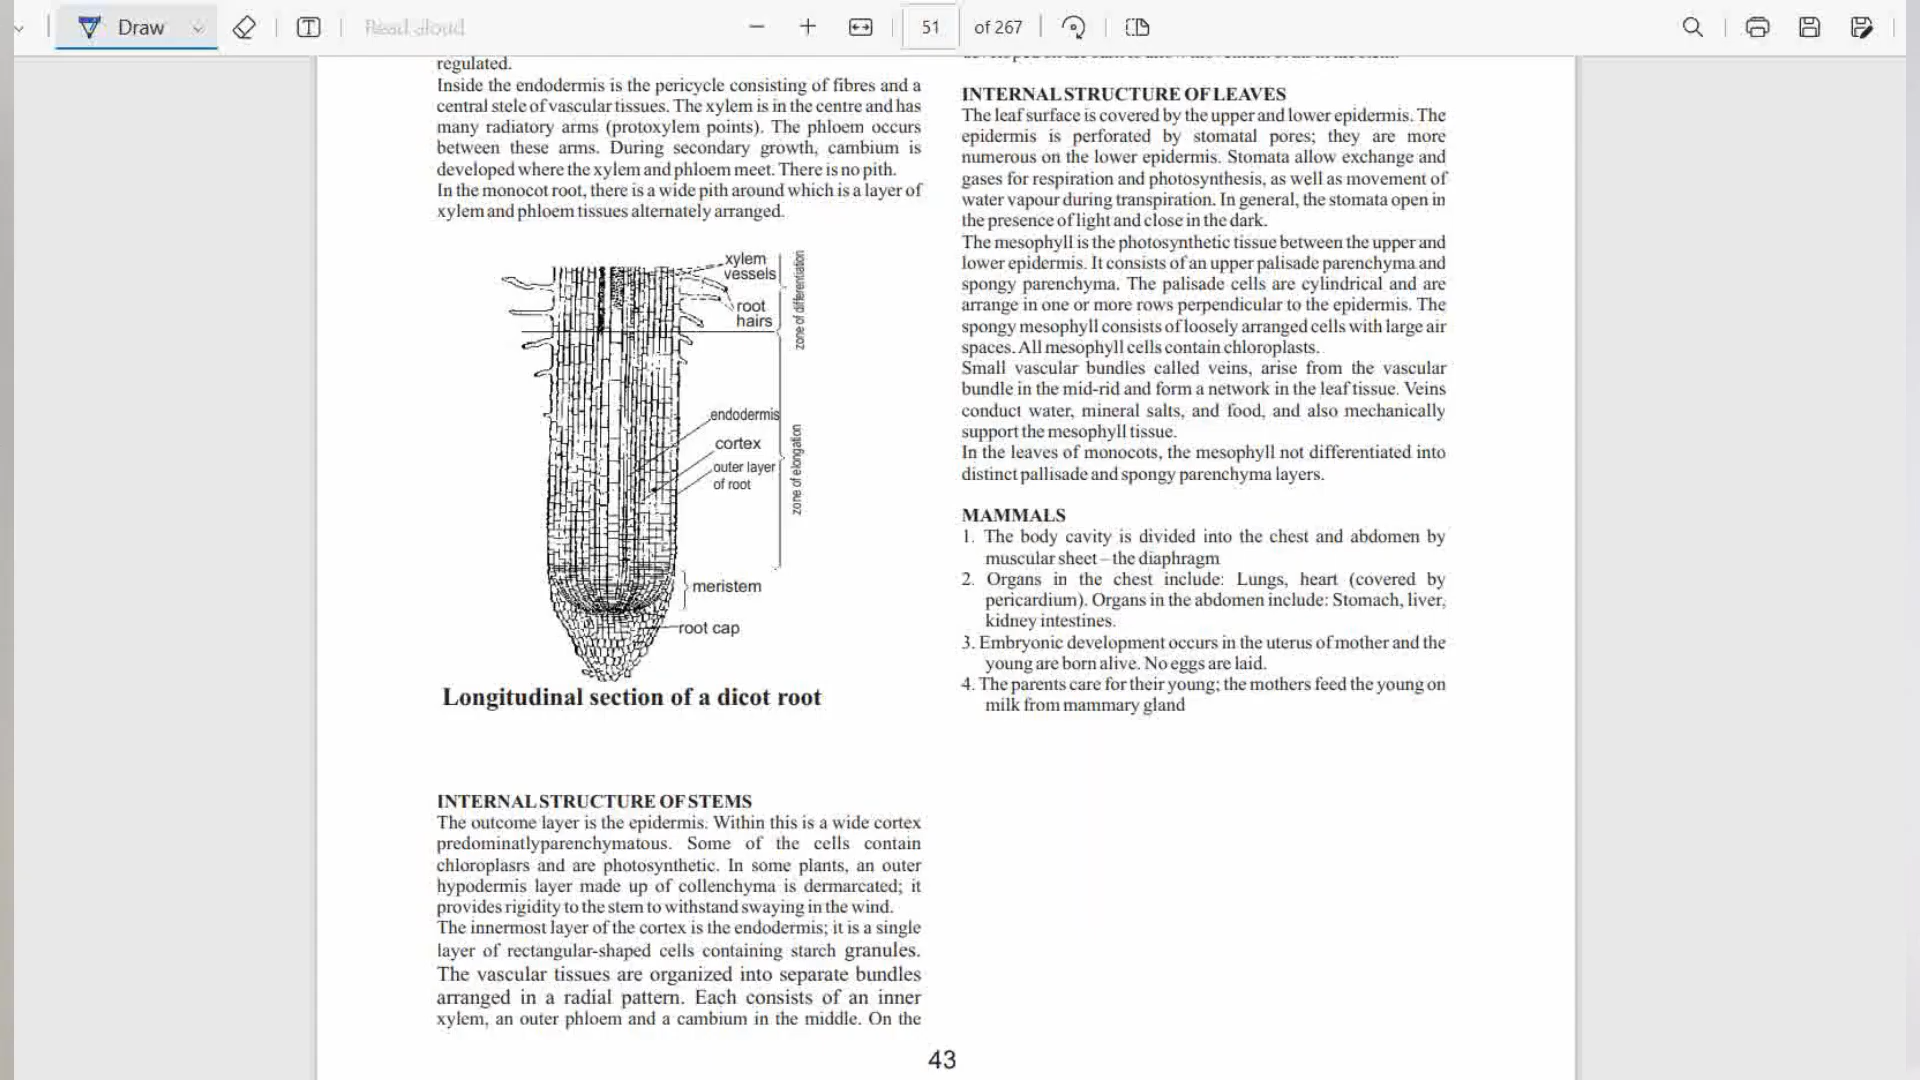 Draw
Read aloud
51
of 267
regulated.
Inside the endodermis is the pericycle consisting of fibres and a
central stele of vascular tissues. The xylem is in the centre and has
many radiatory arms (protoxylem points). The phloem occurs
between these arms. During secondary growth, cambium is
developed where the xylem and phloem meet. There is no pith.
In the monocot root, there is a wide pith around which is a layer of
xylem and phloem tissues alternately arranged.
xylem
vessels
root
hairs
zone of differentiation
endodermis
cortex
outer layer
of root
zone of elongation
meristem
root cap
Longitudinal section of a dicot root
INTERNAL STRUCTURE OF STEMS
The outcome layer is the epidermis. Within this is a wide cortex
predominatlyparenchymatous. Some of the cells contain
chloroplasrs and are photosynthetic. In some plants, an outer
hypodermis layer made up of collenchyma is dermarcated; it
provides rigidity to the stem to withstand swaying in the wind.
The innermost layer of the cortex is the endodermis; it is a single
layer of rectangular-shaped cells containing starch granules.
The vascular tissues are organized into separate bundles
arranged in a radial pattern. Each consists of an inner
xylem, an outer phloem and a cambium in the middle. On the
INTERNAL STRUCTURE OF LEAVES
The leaf surface is covered by the upper and lower epidermis. The
epidermis is perforated by stomatal pores; they are more
numerous on the lower epidermis. Stomata allow exchange and
gases for respiration and photosynthesis, as well as movement of
water vapour during transpiration. In general, the stomata open in
the presence of light and close in the dark.
The mesophyll is the photosynthetic tissue between the upper and
lower epidermis. It consists of an upper palisade parenchyma and
spongy parenchyma. The palisade cells are cylindrical and are
arrange in one or more rows perpendicular to the epidermis. The
spongy mesophyll consists of loosely arranged cells with large air
spaces. All mesophyll cells contain chloroplasts.
Small vascular bundles called veins, arise from the vascular
bundle in the mid-rid and form a network in the leaf tissue. Veins
conduct water, mineral salts, and food, and also mechanically
support the mesophyll tissue.
In the leaves of monocots, the mesophyll not differentiated into
distinct pallisade and spongy parenchyma layers.
MAMMALS
1. The body cavity is divided into the chest and abdomen by
muscular sheet – the diaphragm
2. Organs in the chest include: Lungs, heart (covered by
pericardium). Organs in the abdomen include: Stomach, liver,
kidney intestines.
3. Embryonic development occurs in the uterus of mother and the
young are born alive. No eggs are laid.
4. The parents care for their young; the mothers feed the young on
milk from mammary gland
43